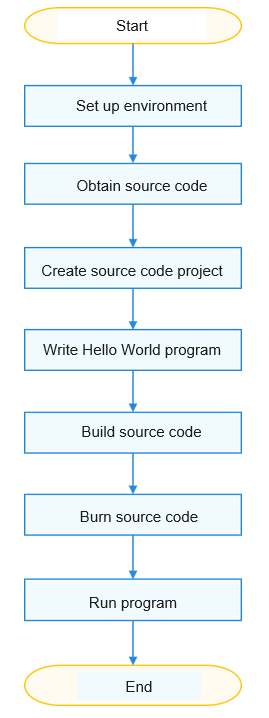 Start
Set up environment
Obtain source code
Create source code project
Write Hello World program
Build source code
Burn source code
Run program
End